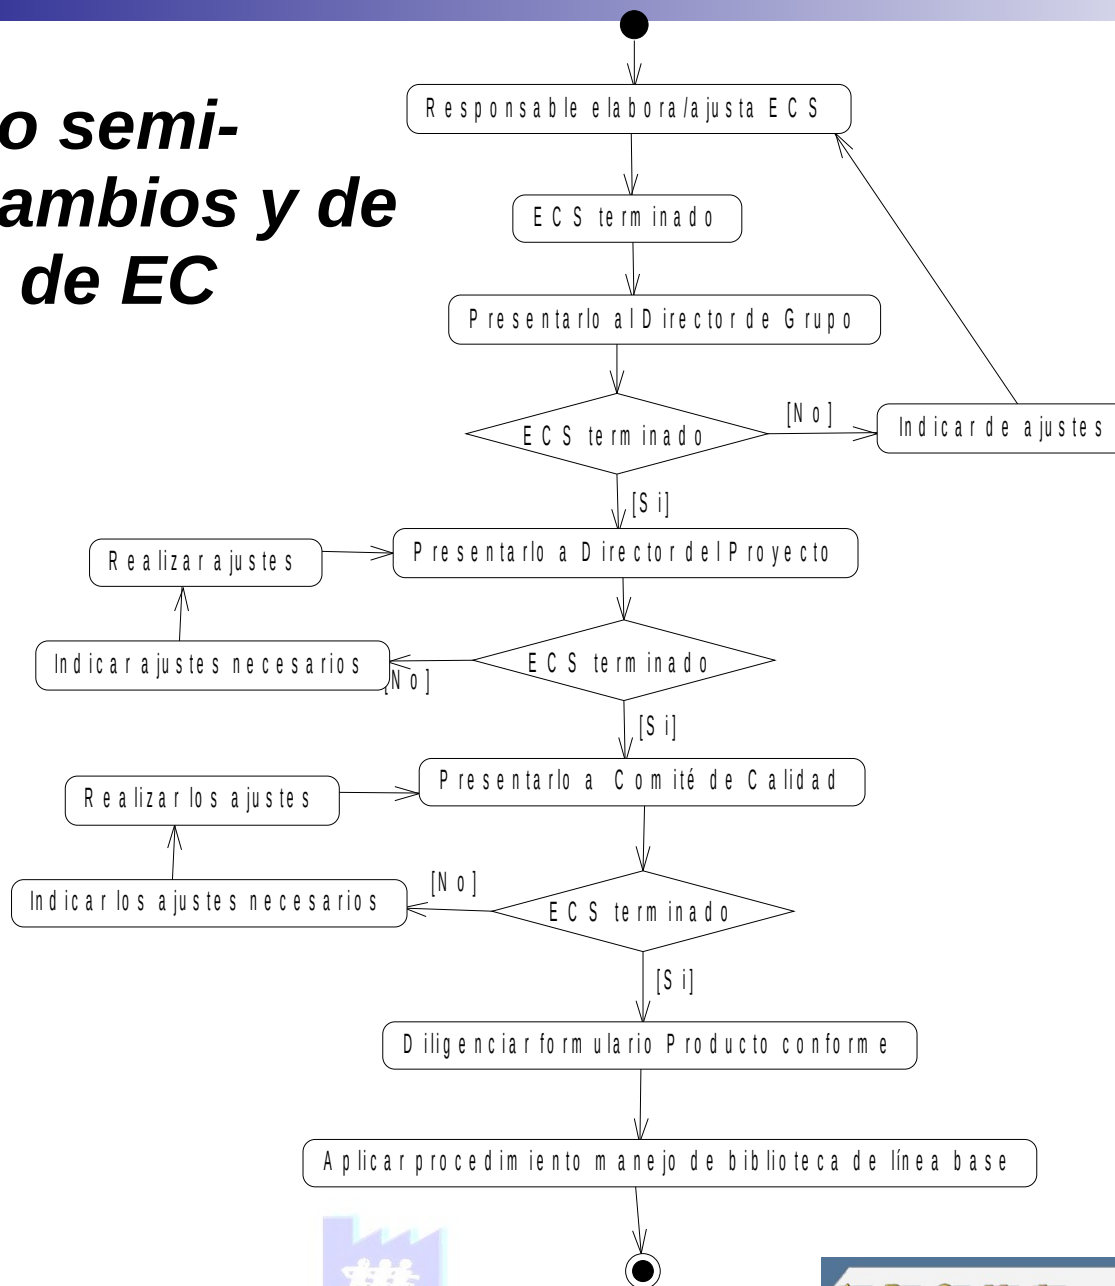 o semi-
ambios y de
de EC
Responsable elabora/ajusta ECS
ECS terminado
Presentarlo al Director de Grupo
ECS terminado
[No]
Indicar de ajustes
[Si]
Realizar ajustes
Presentarlo a Director del Proyecto
Indicar ajustes necesarios
[No]
ECS terminado
[Si]
Realizar los ajustes
Presentarlo a Comité de Calidad
Indicar los ajustes necesarios
[No]
ECS terminado
[Si]
Diligenciar formulario Producto conforme
Aplicar procedimiento manejo de biblioteca de línea base